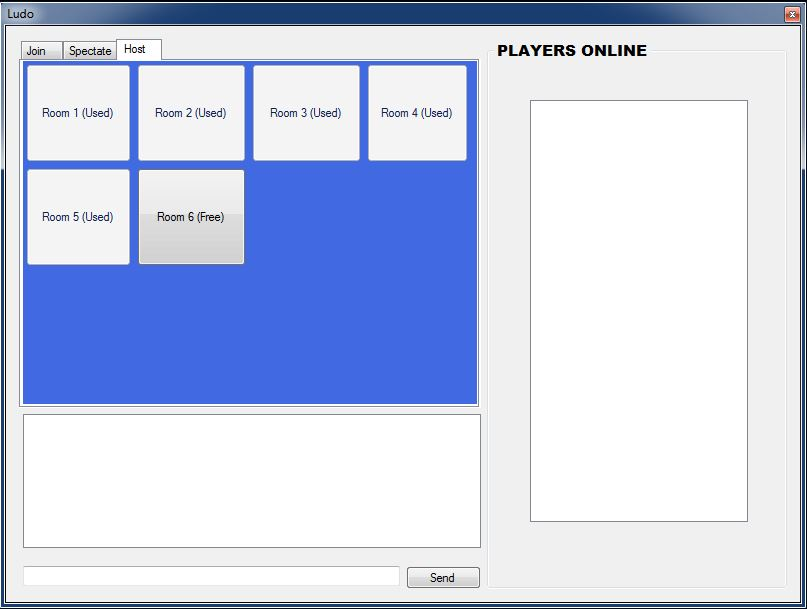 Ludo
Join Spectate Host
Room 1 (Used) Room 2 (Used) Room 3 (Used) Room 4 (Used)
Room 5 (Used) Room 6 (Free)
Send
PLAYERS ONLINE